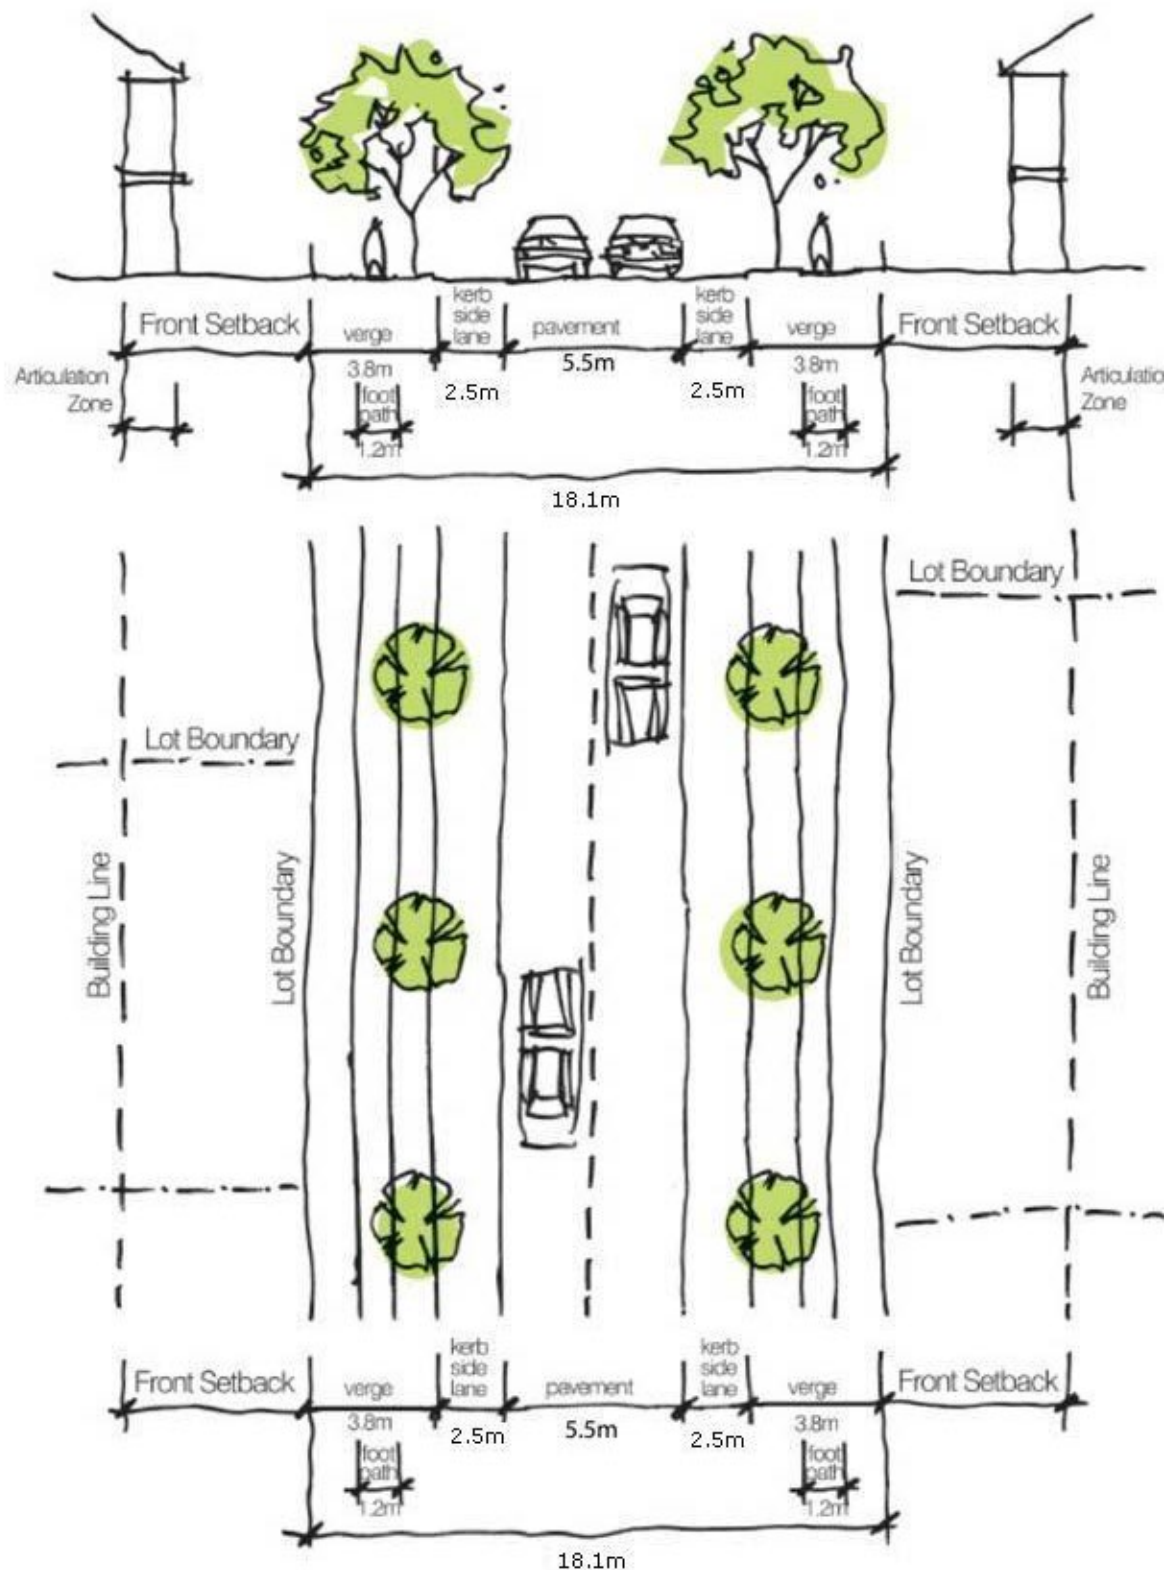 Front Setback
verge
kerb
side
lane
pavement
kerb
side
lane
verge
Front Setback
Articulation
Zone
3.8m
2.5m
5.5m
2.5m
3.8m
Articulatio
Zone
foot
path
1.2m
foot
path
1.2m
18.1m
Lot Boundary
Lot Boundary
Building Line
Lot Boundary
Lot Boundary
Building Line
Front Setback
verge
kerb
side
lane
pavement
kerb
side
lane
verge
Front Setback
3.8m
2.5m
5.5m
2.5m
3.8m
foot
path
1.2m
foot
path
1.2m
18.1m